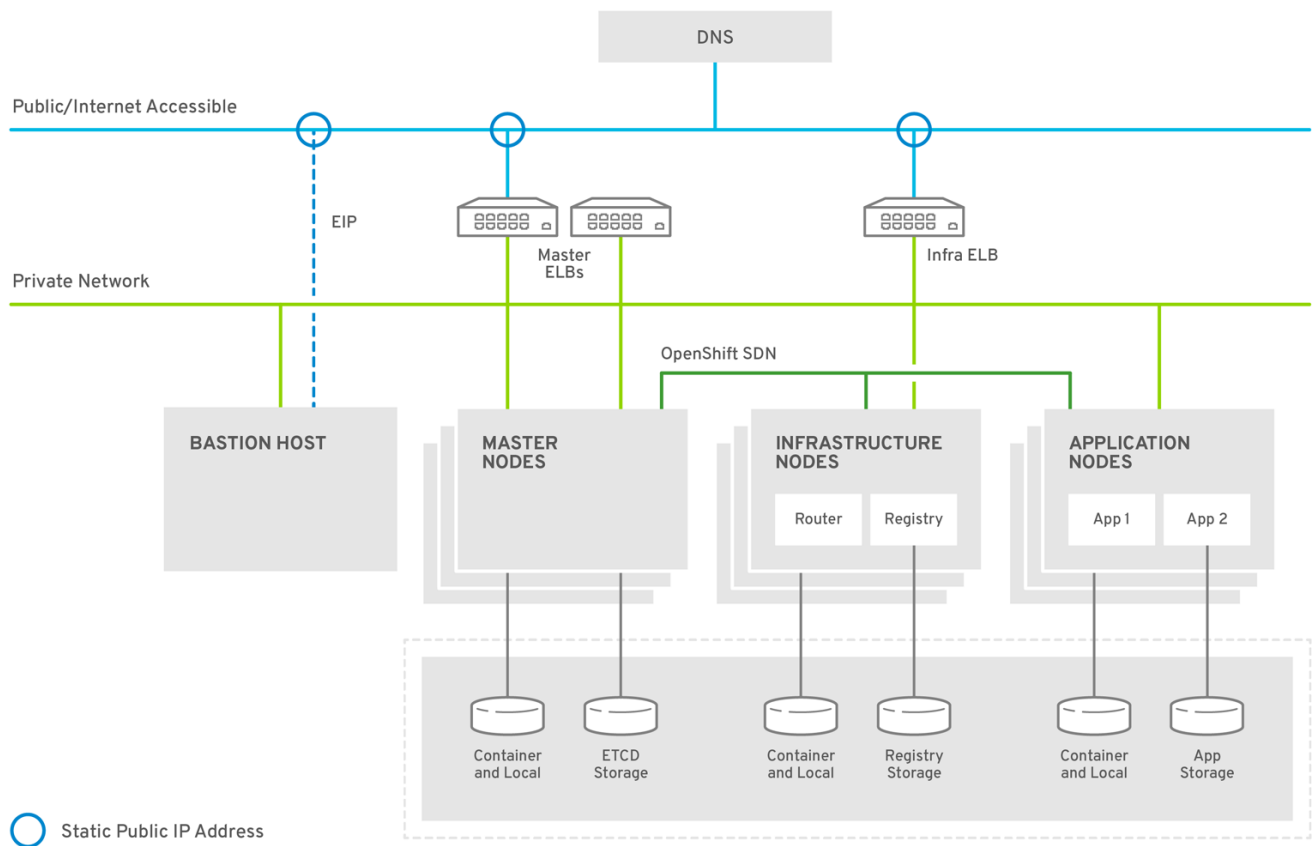 DNS
Public/Internet Accessible
EIP
Master
ELBs
Infra ELB
Private Network
OpenShift SDN
BASTION HOST
MASTER
NODES
INFRASTRUCTURE
NODES
Router
Registry
APPLICATION
NODES
App 1
App 2
Container
and Local
ETCD
Storage
Container
and Local
Registry
Storage
Container
and Local
App
Storage
Static Public IP Address